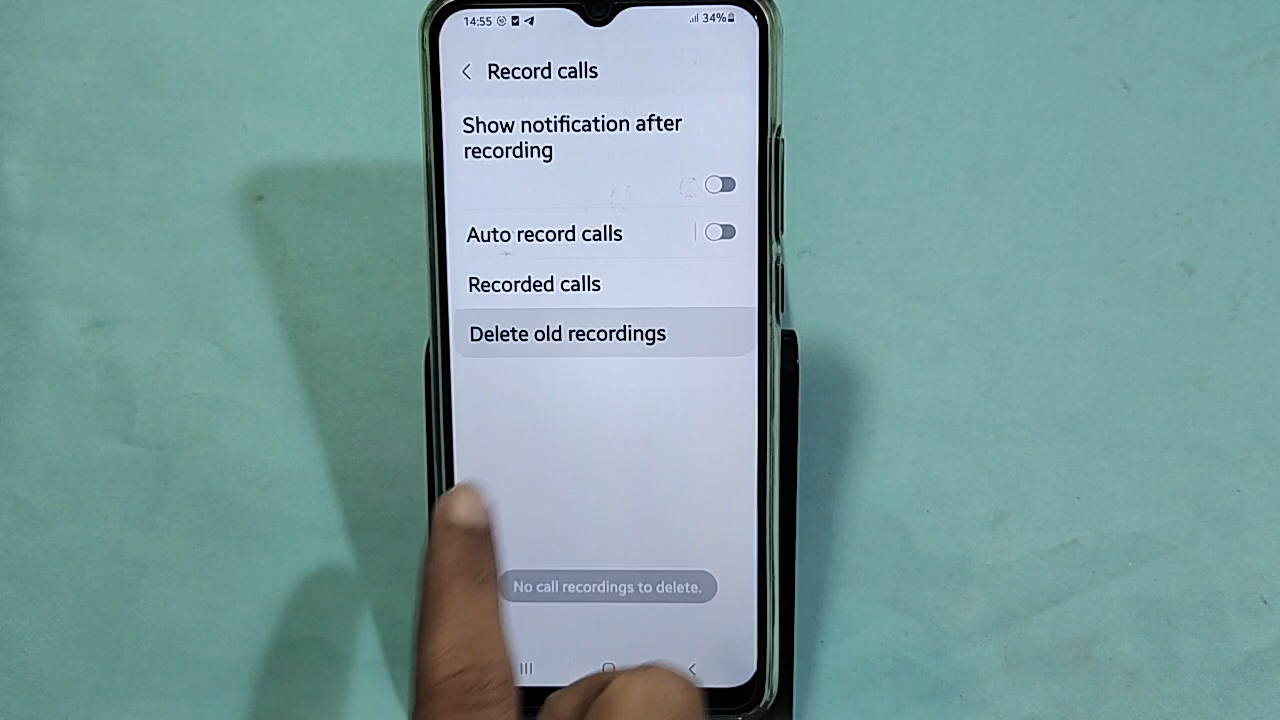 14:55
34%
Record calls
Show notification after
recording
Auto record calls
Recorded calls
Delete old recordings
No call recordings to delete.